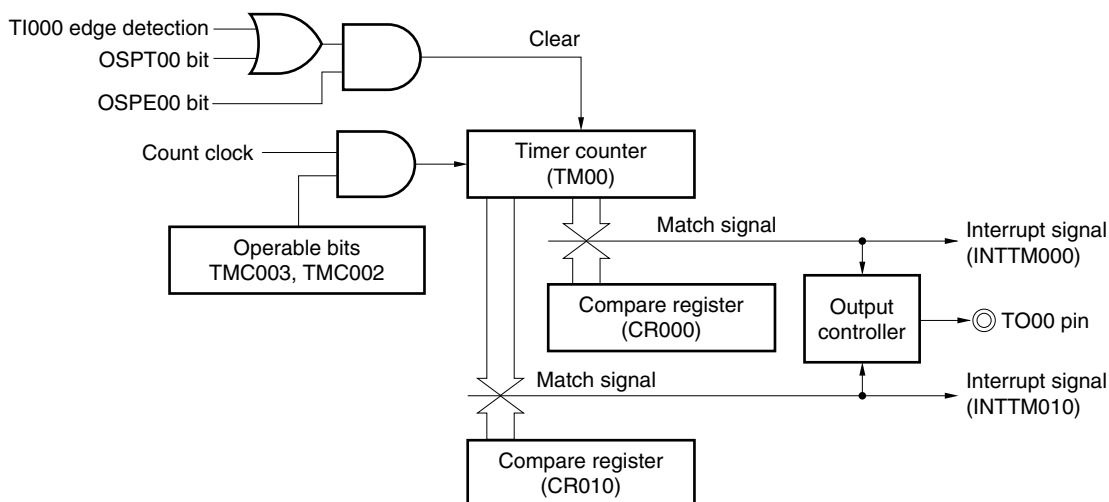 TI000 edge detection
OSPT00 bit
OSPE00 bit
Clear
Count clock
Timer counter
(TM00)
Operable bits
TMC003, TMC002
Match signal
Interrupt signal
(INTTM000)
Compare register
(CR000)
Output
controller
TO00 pin
Match signal
Interrupt signal
(INTTM010)
Compare register
(CR010)